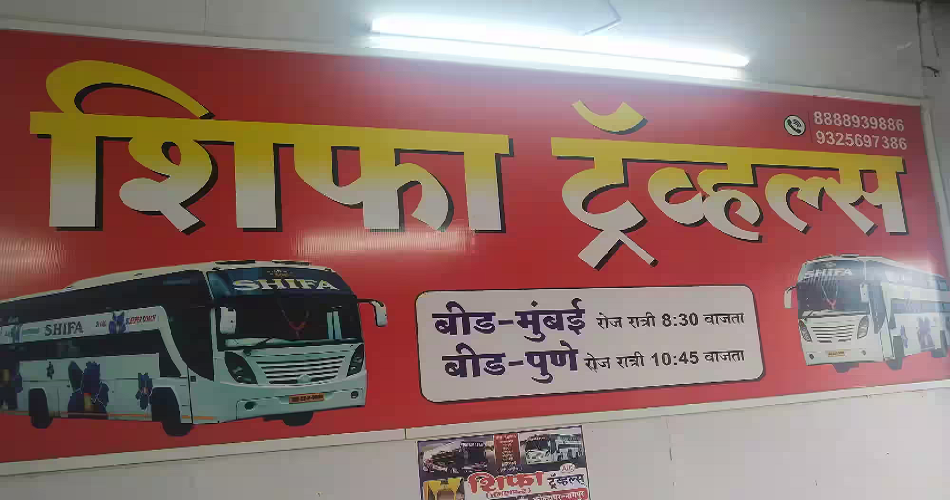 शिफा ट्रॅव्हल्स
8888939886
9325697386
SHIFA
SHIFA
SHIFA
बीड-मुंबई रोज रात्री 8:30 वाजता
बीड-पुणे रोज रात्री 10:45 वाजता
शिफा ट्रॅव्हल्स